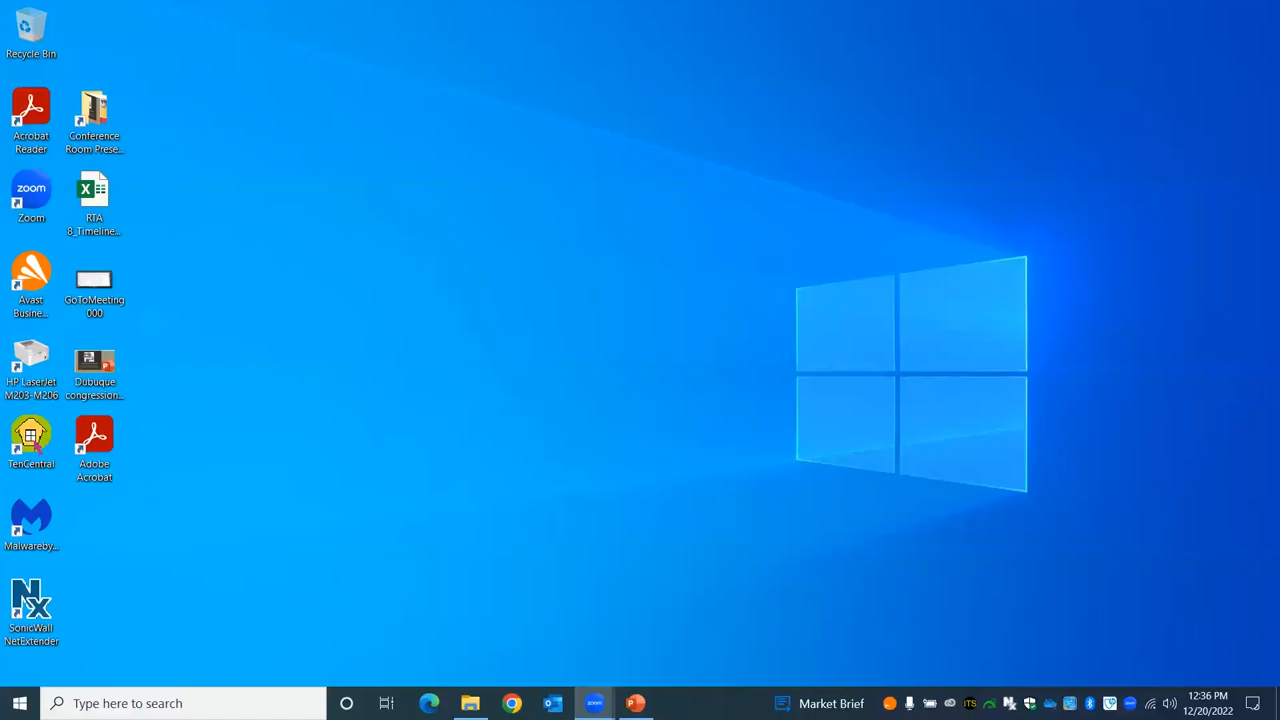 Recycle Bin
Acrobat
Reader
Conference
Room Prese...
zoom
Zoom
RTA
8_Timeline...
Avast
Busine...
GoToMeeting
000
HP LaserJet
M203-M206
Dubuque
congression...
TenCentral
Adobe
Acrobat
Malwareby...
SonicWall
NetExtender
Type here to search
zoom
Market Brief
ITS
12:36 PM
12/20/2022